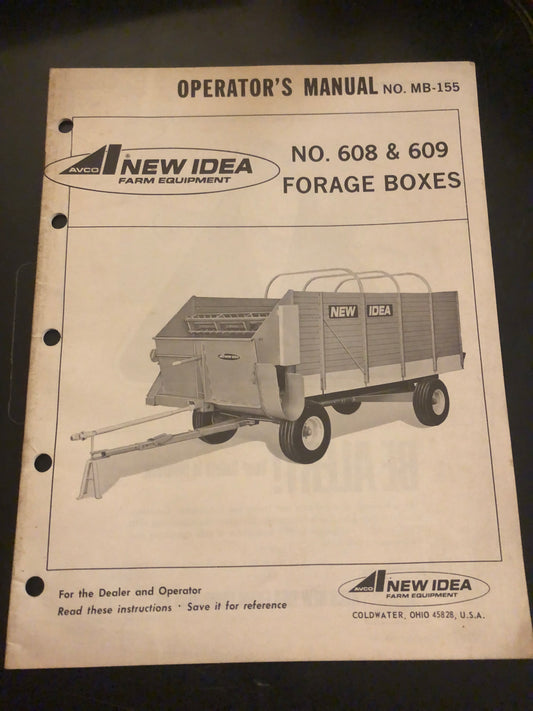 OPERATOR'S MANUAL NO. MB-155
AVCO NEW IDEA
FARM EQUIPMENT
NO. 608 & 609
FORAGE BOXES
NEW IDEA
For the Dealer and Operator
Read these instructions · Save it for reference
AVCO NEW IDEA
FARM EQUIPMENT
COLDWATER, OHIO 45828, U.S.A.